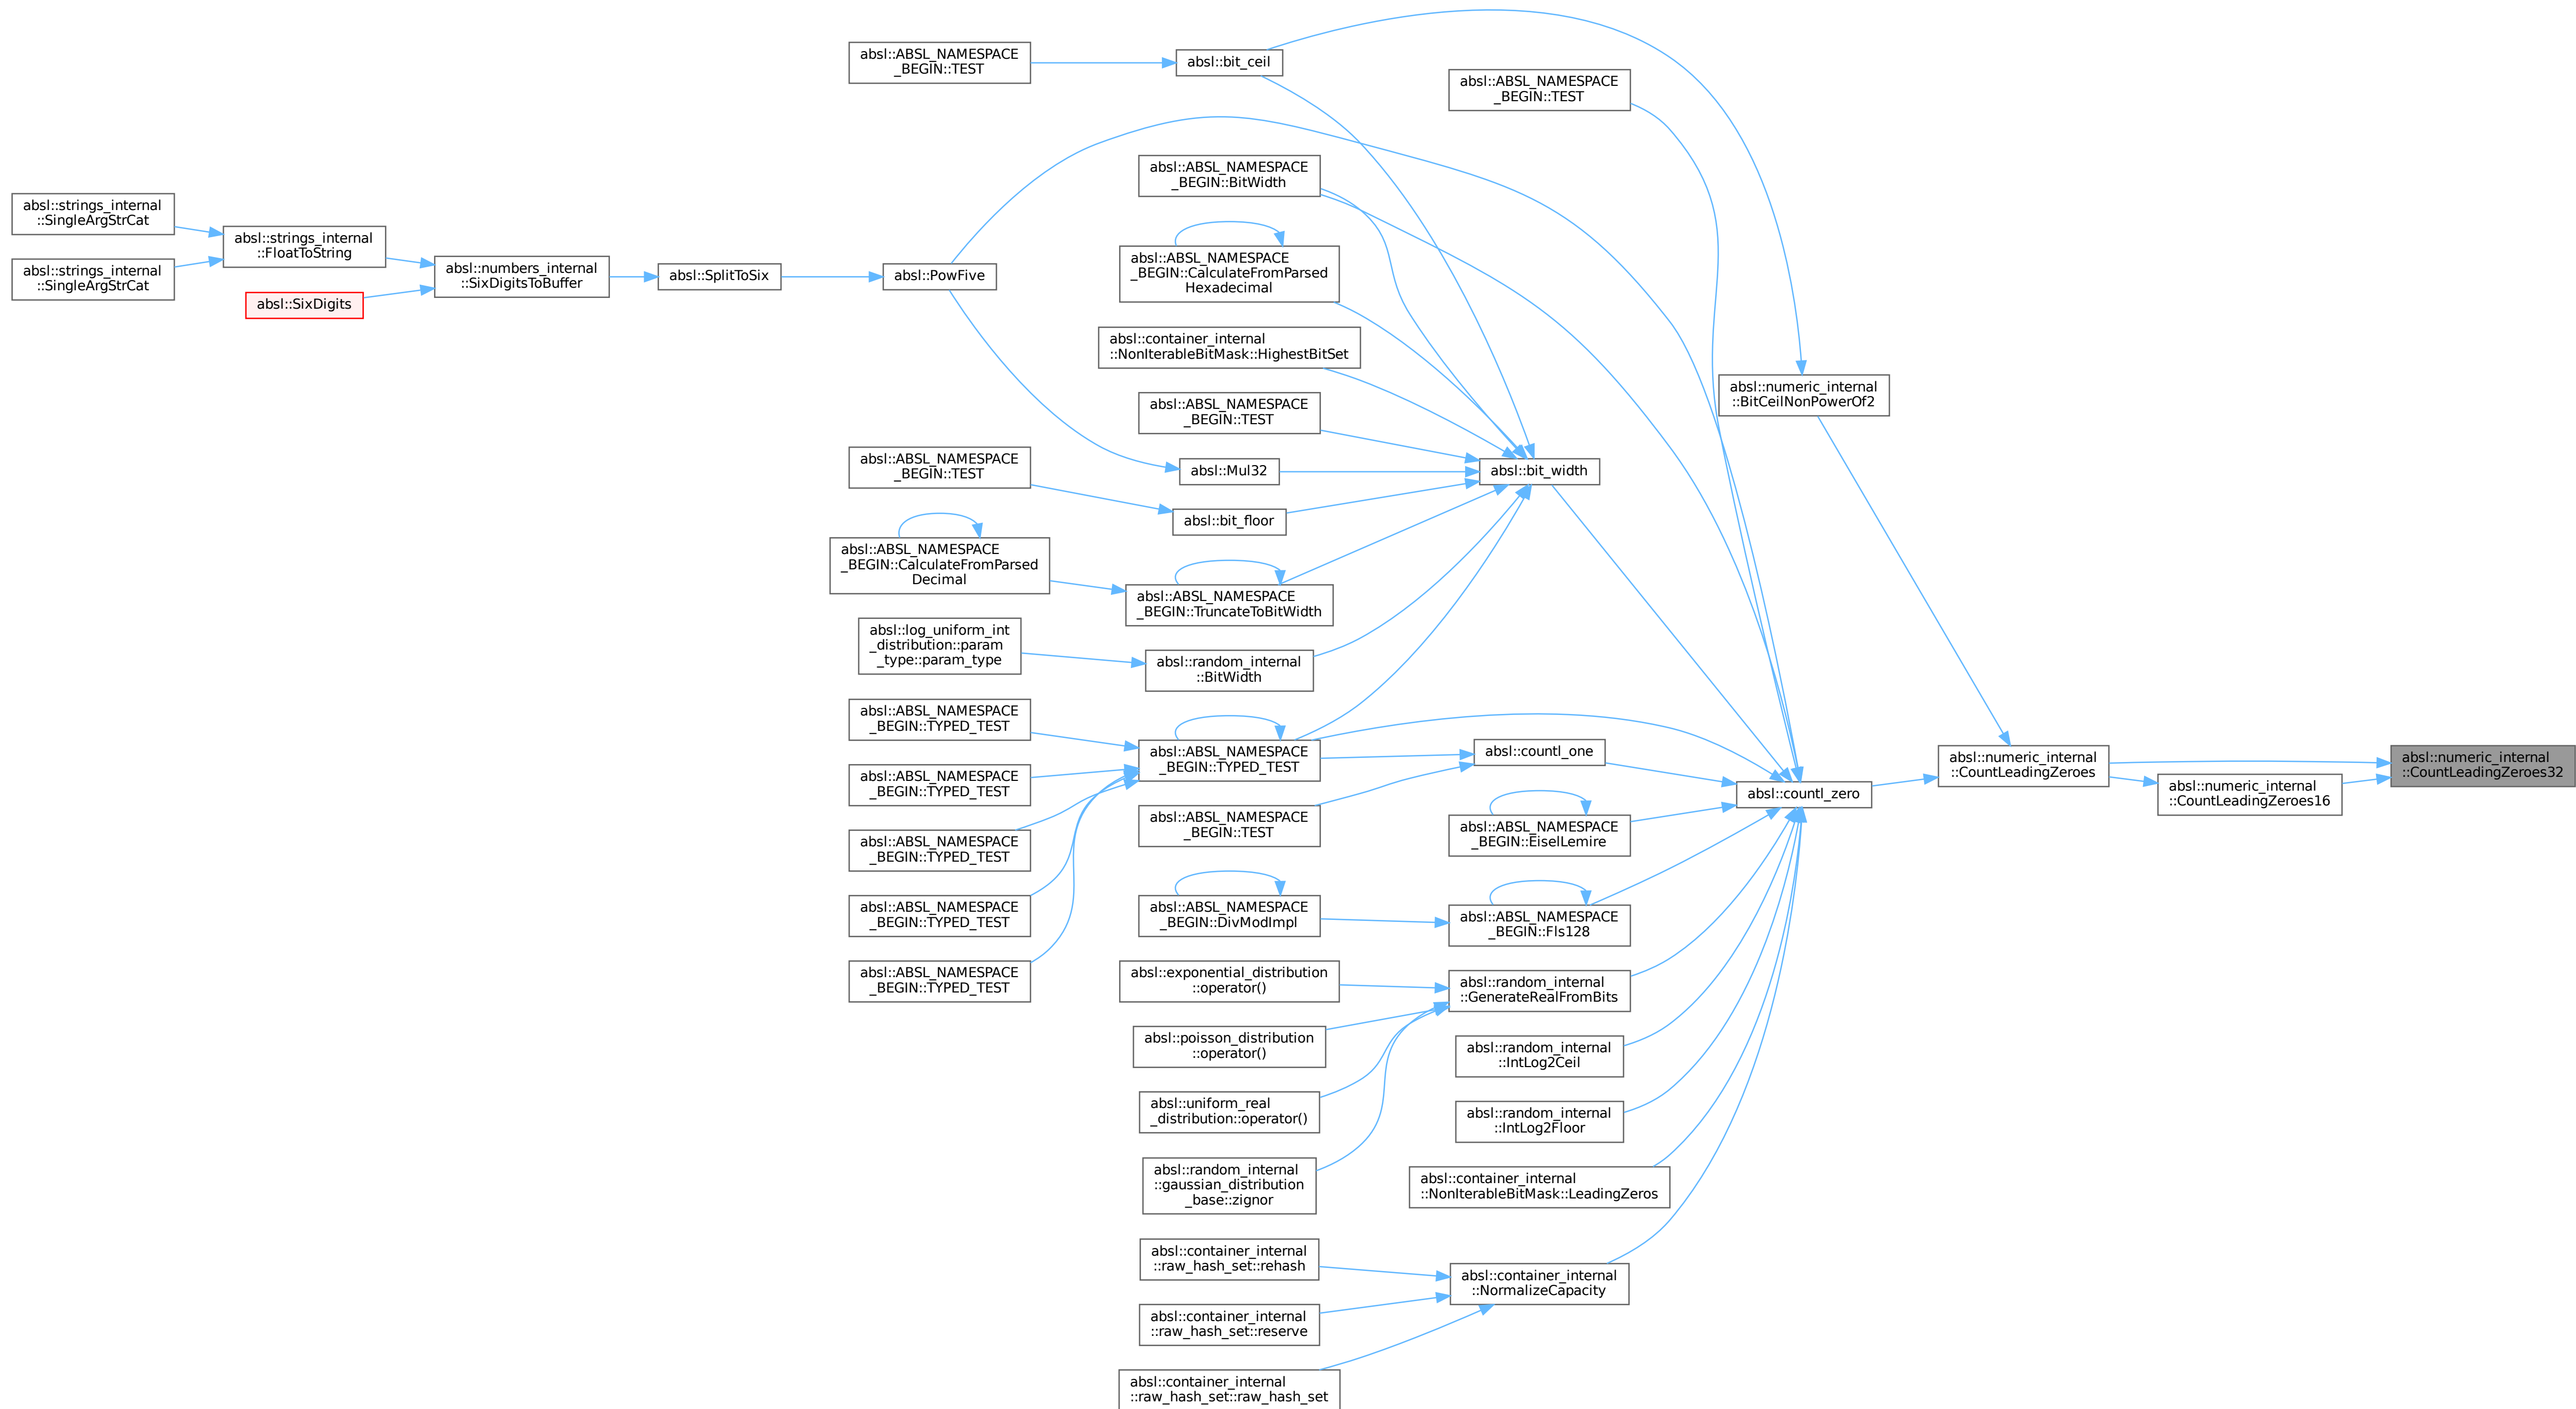 absl::ABSL_NAMESPACE
_BEGIN::TEST
absl::bit_ceil
absl::ABSL_NAMESPACE
_BEGIN::TEST
absl::ABSL_NAMESPACE
_BEGIN::BitWidth
absl::strings_internal
::SingleArgStrCat
absl::strings_internal
::FloatToString
absl::strings_internal
::SingleArgStrCat
absl::SixDigits
absl::numbers_internal
::SixDigitsToBuffer
absl::SplitToSix
absl::PowFive
absl::ABSL_NAMESPACE
_BEGIN::CalculateFromParsed
Hexadecimal
absl::container_internal
::NonIterableBitMask::HighestBitSet
absl::ABSL_NAMESPACE
_BEGIN::TEST
absl::numeric_internal
::BitCeilNonPowerOf2
absl::ABSL_NAMESPACE
_BEGIN::TEST
absl::Mul32
absl::bit_width
absl::bit_floor
absl::ABSL_NAMESPACE
_BEGIN::CalculateFromParsed
Decimal
absl::ABSL_NAMESPACE
_BEGIN::TruncateToBitWidth
absl::log_uniform_int
_distribution::param
_type::param_type
absl::random_internal
::BitWidth
absl::ABSL_NAMESPACE
_BEGIN::TYPED_TEST
absl::ABSL_NAMESPACE
_BEGIN::TYPED_TEST
absl::ABSL_NAMESPACE
_BEGIN::TYPED_TEST
absl::ABSL_NAMESPACE
_BEGIN::TYPED_TEST
absl::ABSL_NAMESPACE
_BEGIN::TYPED_TEST
absl::ABSL_NAMESPACE
_BEGIN::TYPED_TEST
absl::countl_one
absl::ABSL_NAMESPACE
_BEGIN::TEST
absl::countl_zero
absl::numeric_internal
::CountLeadingZeroes
absl::numeric_internal
::CountLeadingZeroes16
absl::numeric_internal
::CountLeadingZeroes32
absl::ABSL_NAMESPACE
_BEGIN::EiselLemire
absl::ABSL_NAMESPACE
_BEGIN::DivModImpl
absl::ABSL_NAMESPACE
_BEGIN::Fls128
absl::exponential_distribution
::operator()
absl::random_internal
::GenerateRealFromBits
absl::poisson_distribution
::operator()
absl::random_internal
::IntLog2Ceil
absl::uniform_real
_distribution::operator()
absl::random_internal
::IntLog2Floor
absl::random_internal
::gaussian_distribution
_base::zignor
absl::container_internal
::NonIterableBitMask::LeadingZeros
absl::container_internal
::raw_hash_set::rehash
absl::container_internal
::NormalizeCapacity
absl::container_internal
::raw_hash_set::reserve
absl::container_internal
::raw_hash_set::raw_hash_set